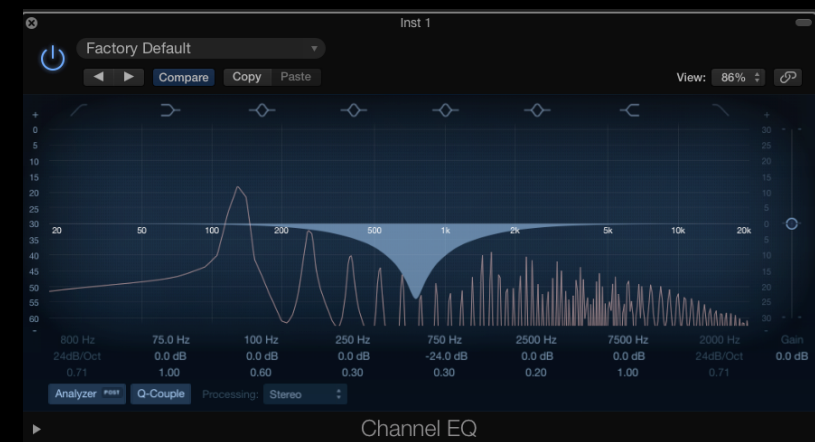 Inst 1
Factory Default
Compare Copy Paste View: 86%
+ +
0 30
5 25
10 20
15 15
20 10
25 5
30 20 50 100 200 500 1k 2k 5k 10k 20k 0
35 5
40 10
45 15
50 20
55 25
60 30
- -
800 Hz 75.0 Hz 100 Hz 250 Hz 750 Hz 2500 Hz 7500 Hz 2000 Hz Gain
24dB/Oct 0.0 dB 0.0 dB 0.0 dB -24.0 dB 0.0 dB 0.0 dB 24dB/Oct 0.0 dB
0.71 1.00 0.60 0.30 0.30 0.20 1.00 0.71
Analyzer POST Q-Couple Processing: Stereo
Channel EQ